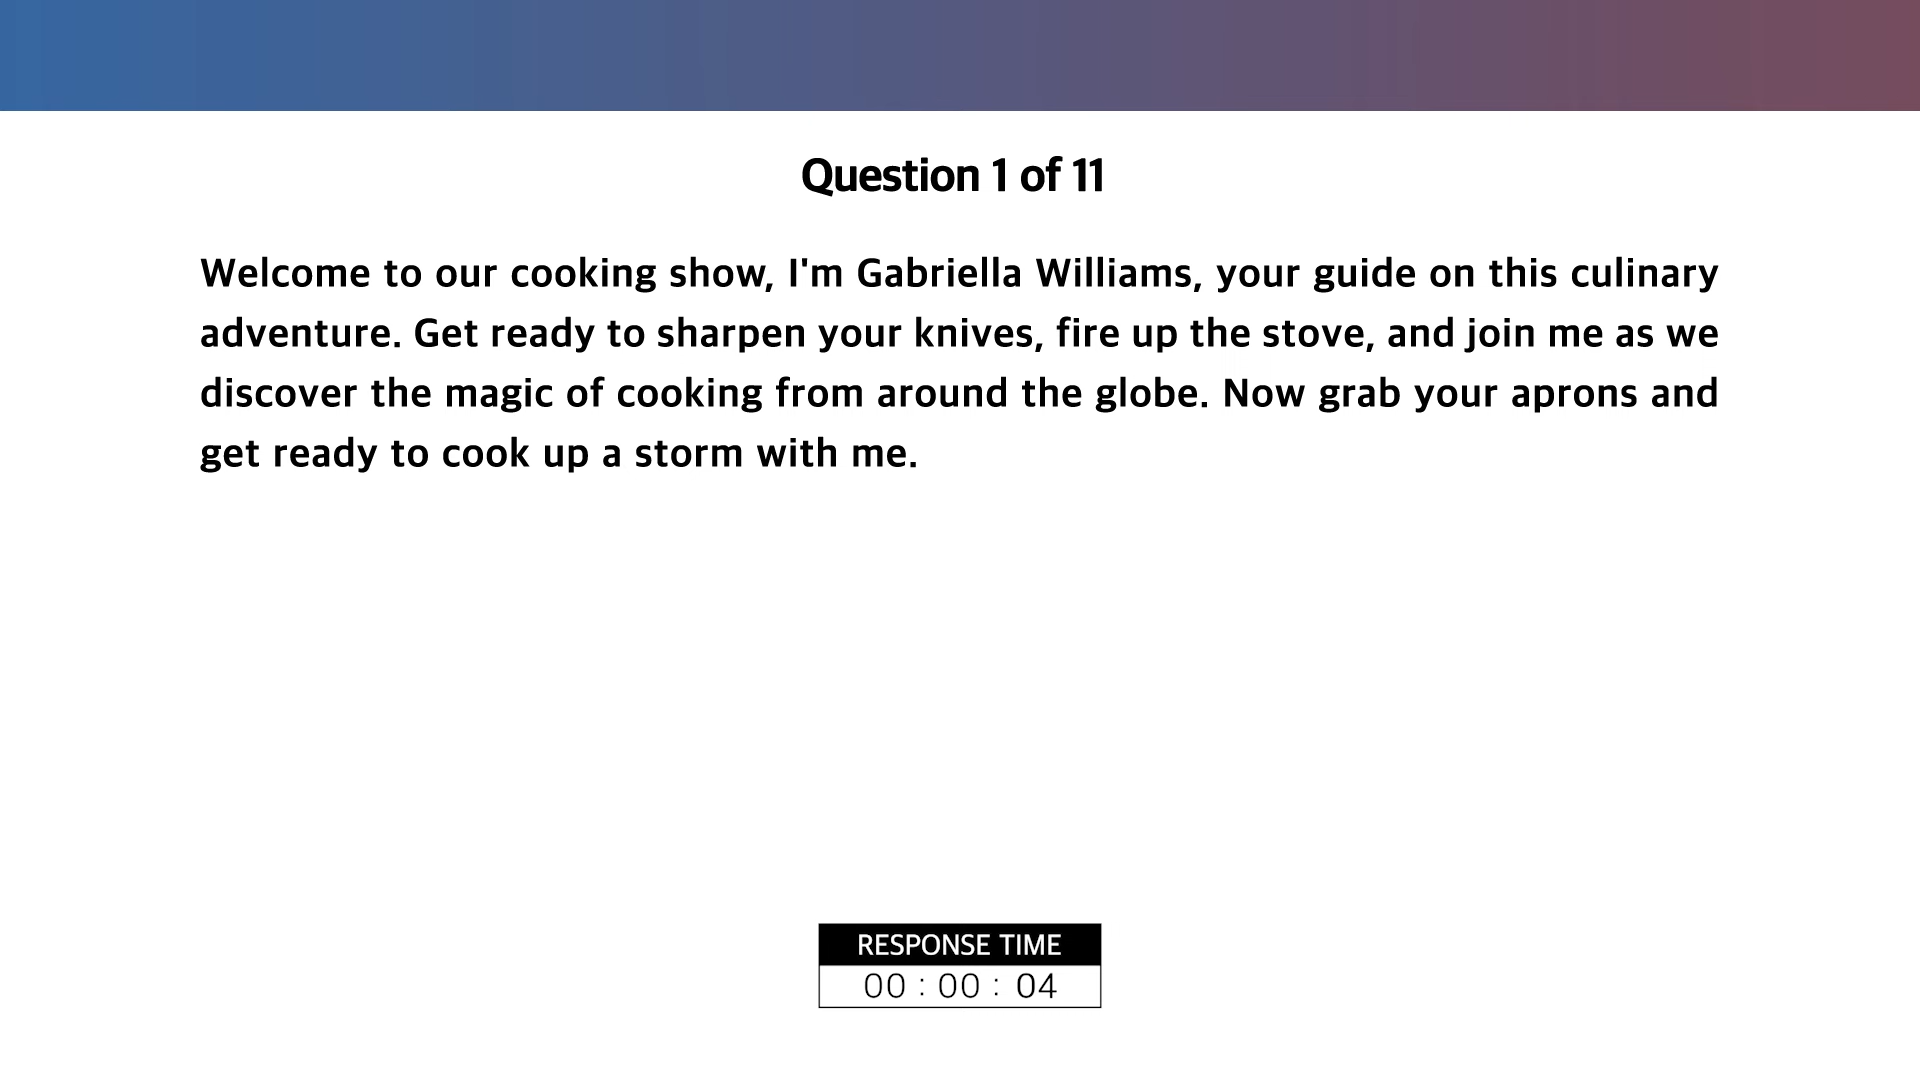 Question 1 of 11
Welcome to our cooking show, I'm Gabriella Williams, your guide on this culinary
adventure. Get ready to sharpen your knives, fire up the stove, and join me as we
discover the magic of cooking from around the globe. Now grab your aprons and
get ready to cook up a storm with me.
RESPONSE TIME
00 : 00 : 04